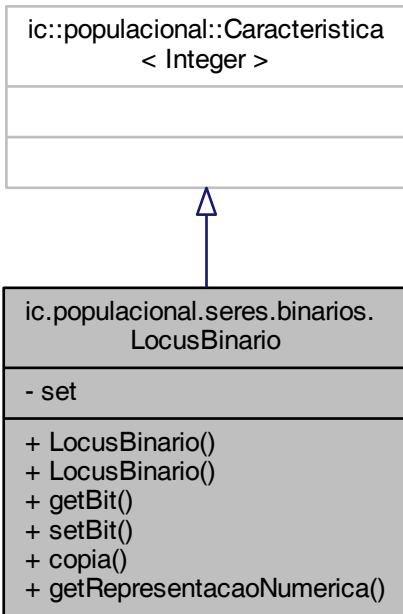 ic::populacional::Caracteristica
< Integer >
ic.populacional.seres.binarios.
LocusBinario
- set
+ LocusBinario()
+ LocusBinario()
+ getBit()
+ setBit()
+ copia()
+ getRepresentacaoNumerica()